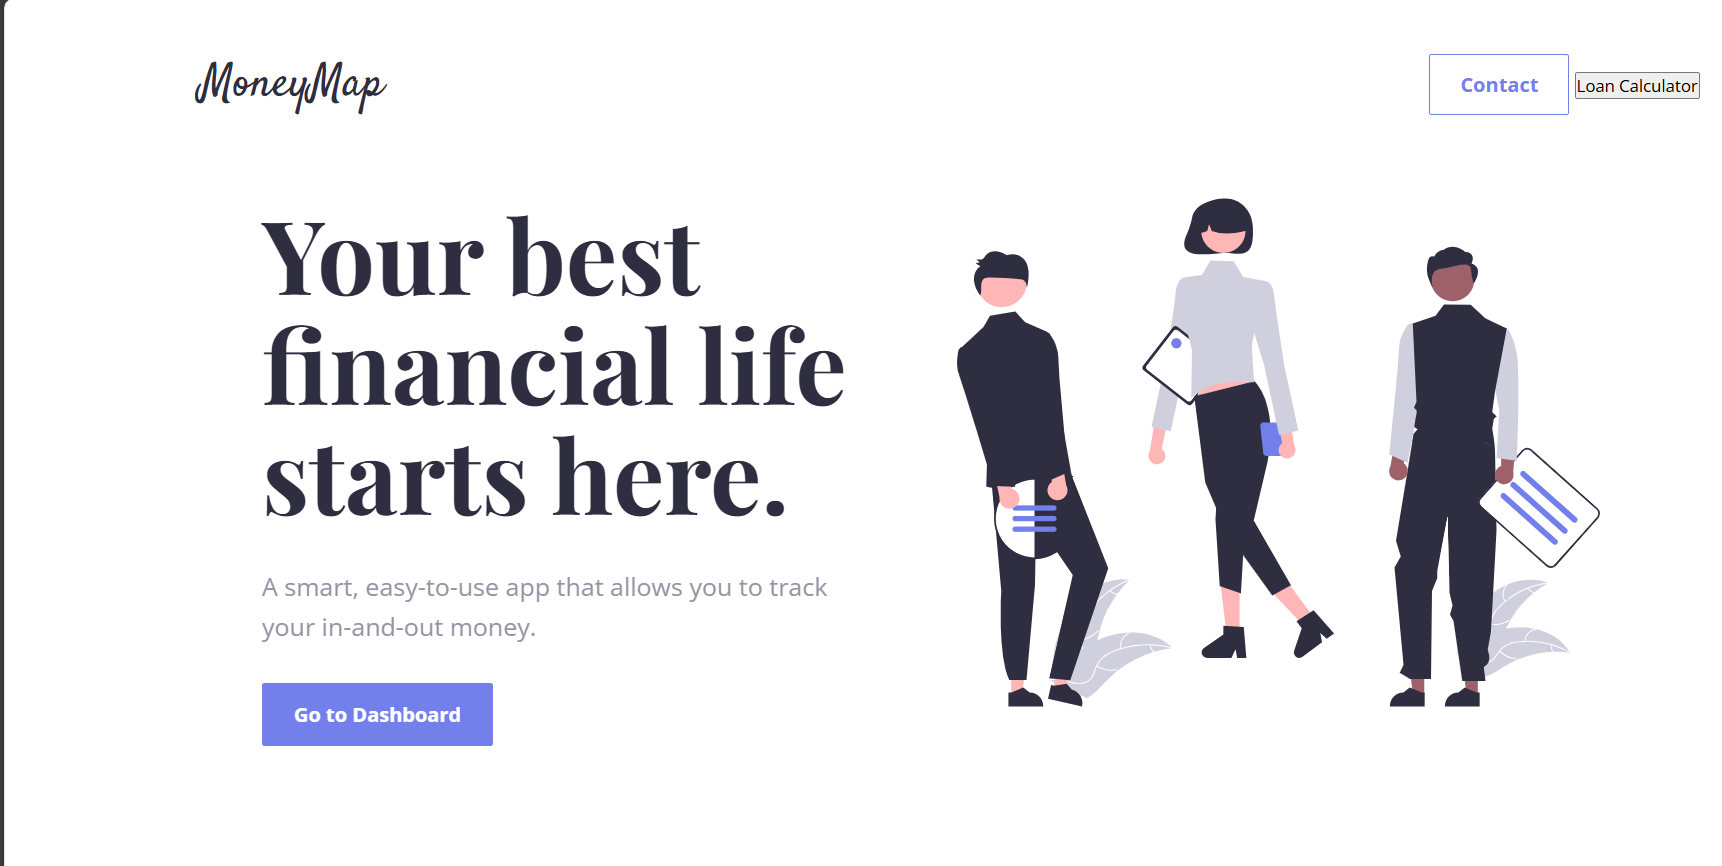 MoneyMap
Contact
Loan Calculator
Your best
financial life
starts here.
A smart, easy-to-use app that allows you to track
your in-and-out money.
Go to Dashboard